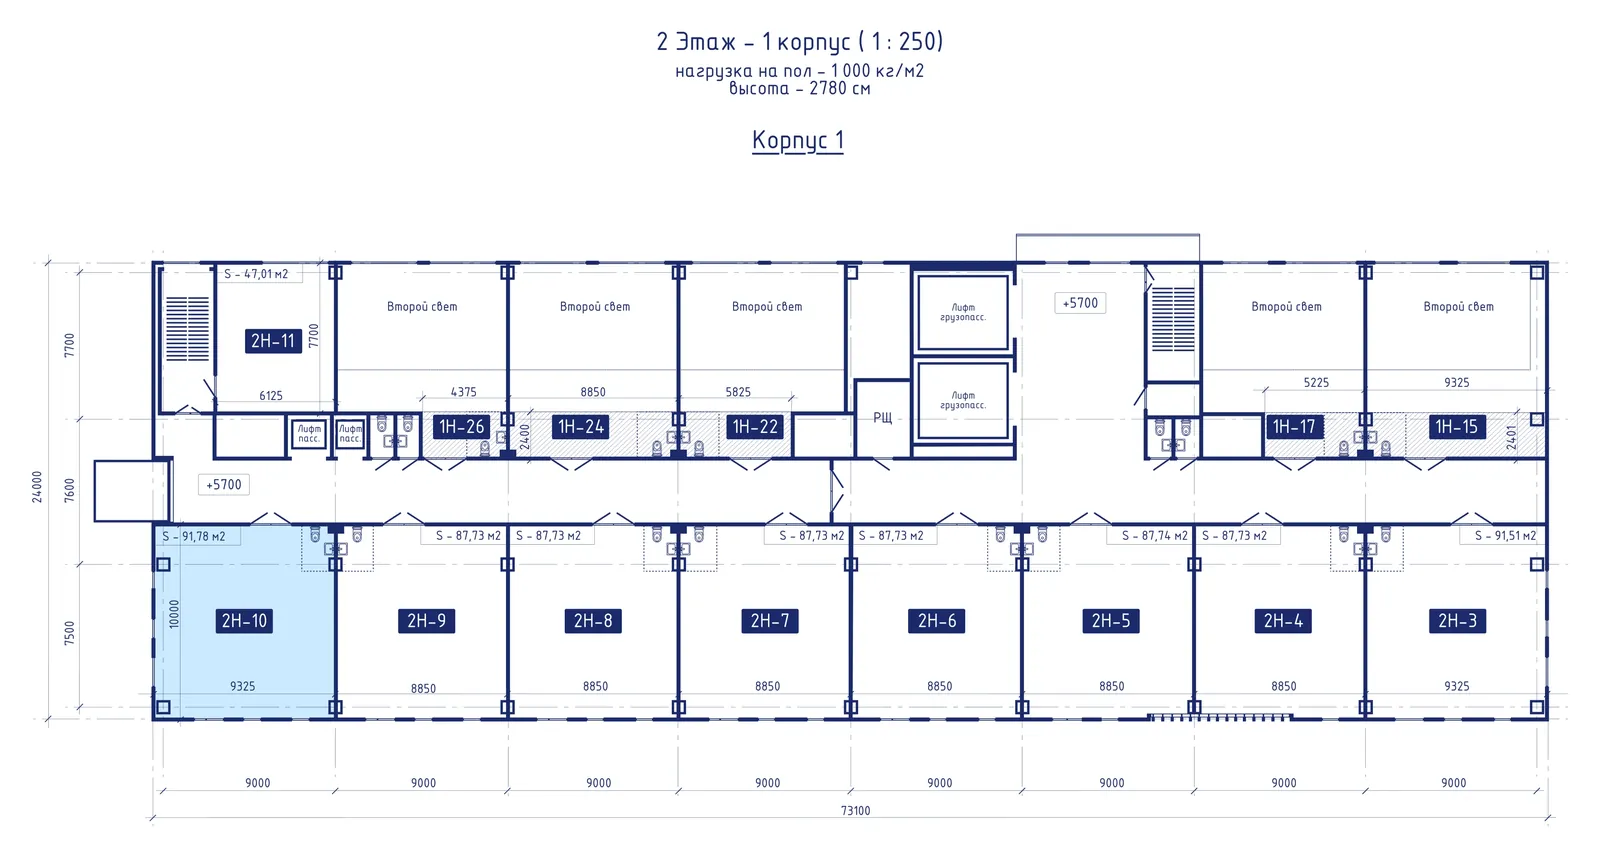 2 Этаж – 1 корпус ( 1 : 250)
нагрузка на пол – 1 000 кг/м2
высота – 2780 см
Корпус 1
S – 47,01 м2
2Н-11
7700
6125
Второй свет
Второй свет
Второй свет
Лифт
грузопасс.
+5700
Второй свет
Второй свет
7700
4375
8850
5825
5225
9325
Лифт
грузопасс.
РЩ
Лифт
пасс.
Лифт
пасс.
1Н-26
2400
1Н-24
1Н-22
1Н-17
1Н-15
2401
24000
7600
+5700
S – 91,78 м2
S – 87,73 м2
S – 87,73 м2
S – 87,73 м2
S – 87,73 м2
S – 87,74 м2
S – 87,73 м2
S – 91,51 м2
7500
10000
2Н-10
2Н-9
2Н-8
2Н-7
2Н-6
2Н-5
2Н-4
2Н-3
9325
8850
8850
8850
8850
8850
8850
9325
9000
9000
9000
9000
9000
9000
9000
9000
73100